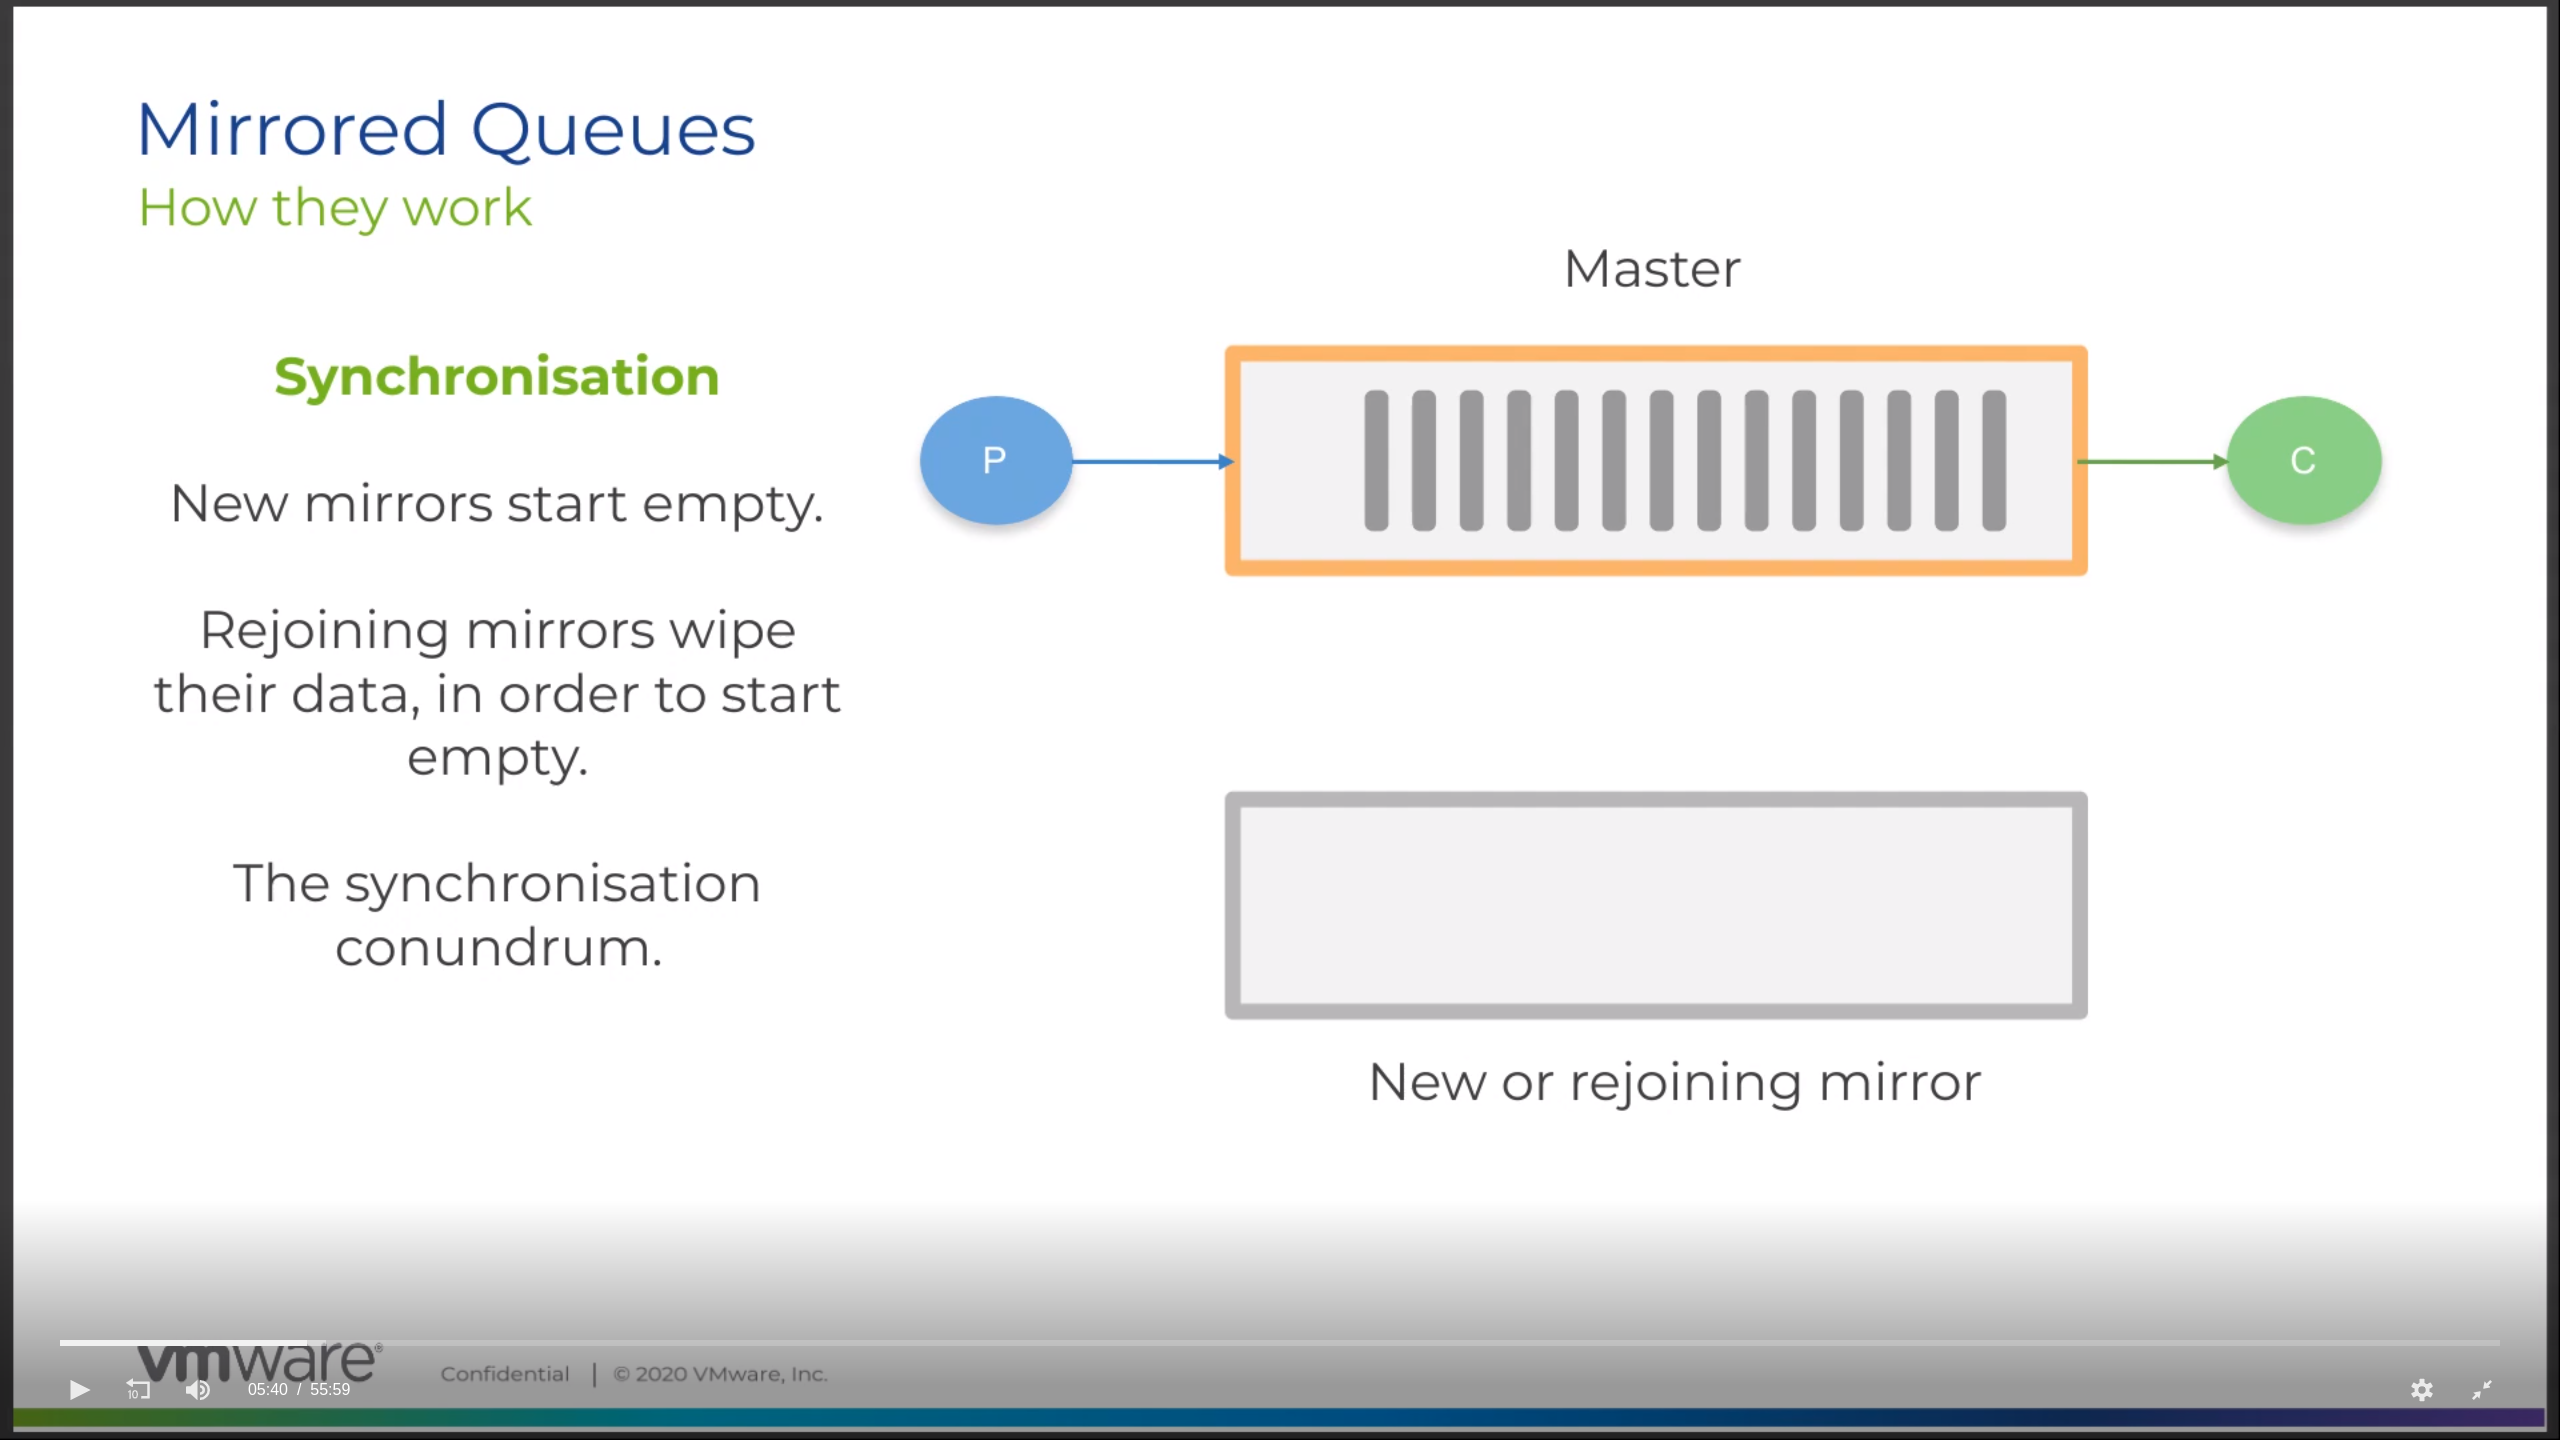 Mirrored Queues
How they work
Synchronisation
New mirrors start empty.
Rejoining mirrors wipe
their data, in order to start
empty.
The synchronisation
conundrum.
Master
P
C
New or rejoining mirror
vmware®
Confidential | © 2020 VMware, Inc.
10
05:40 / 55:59